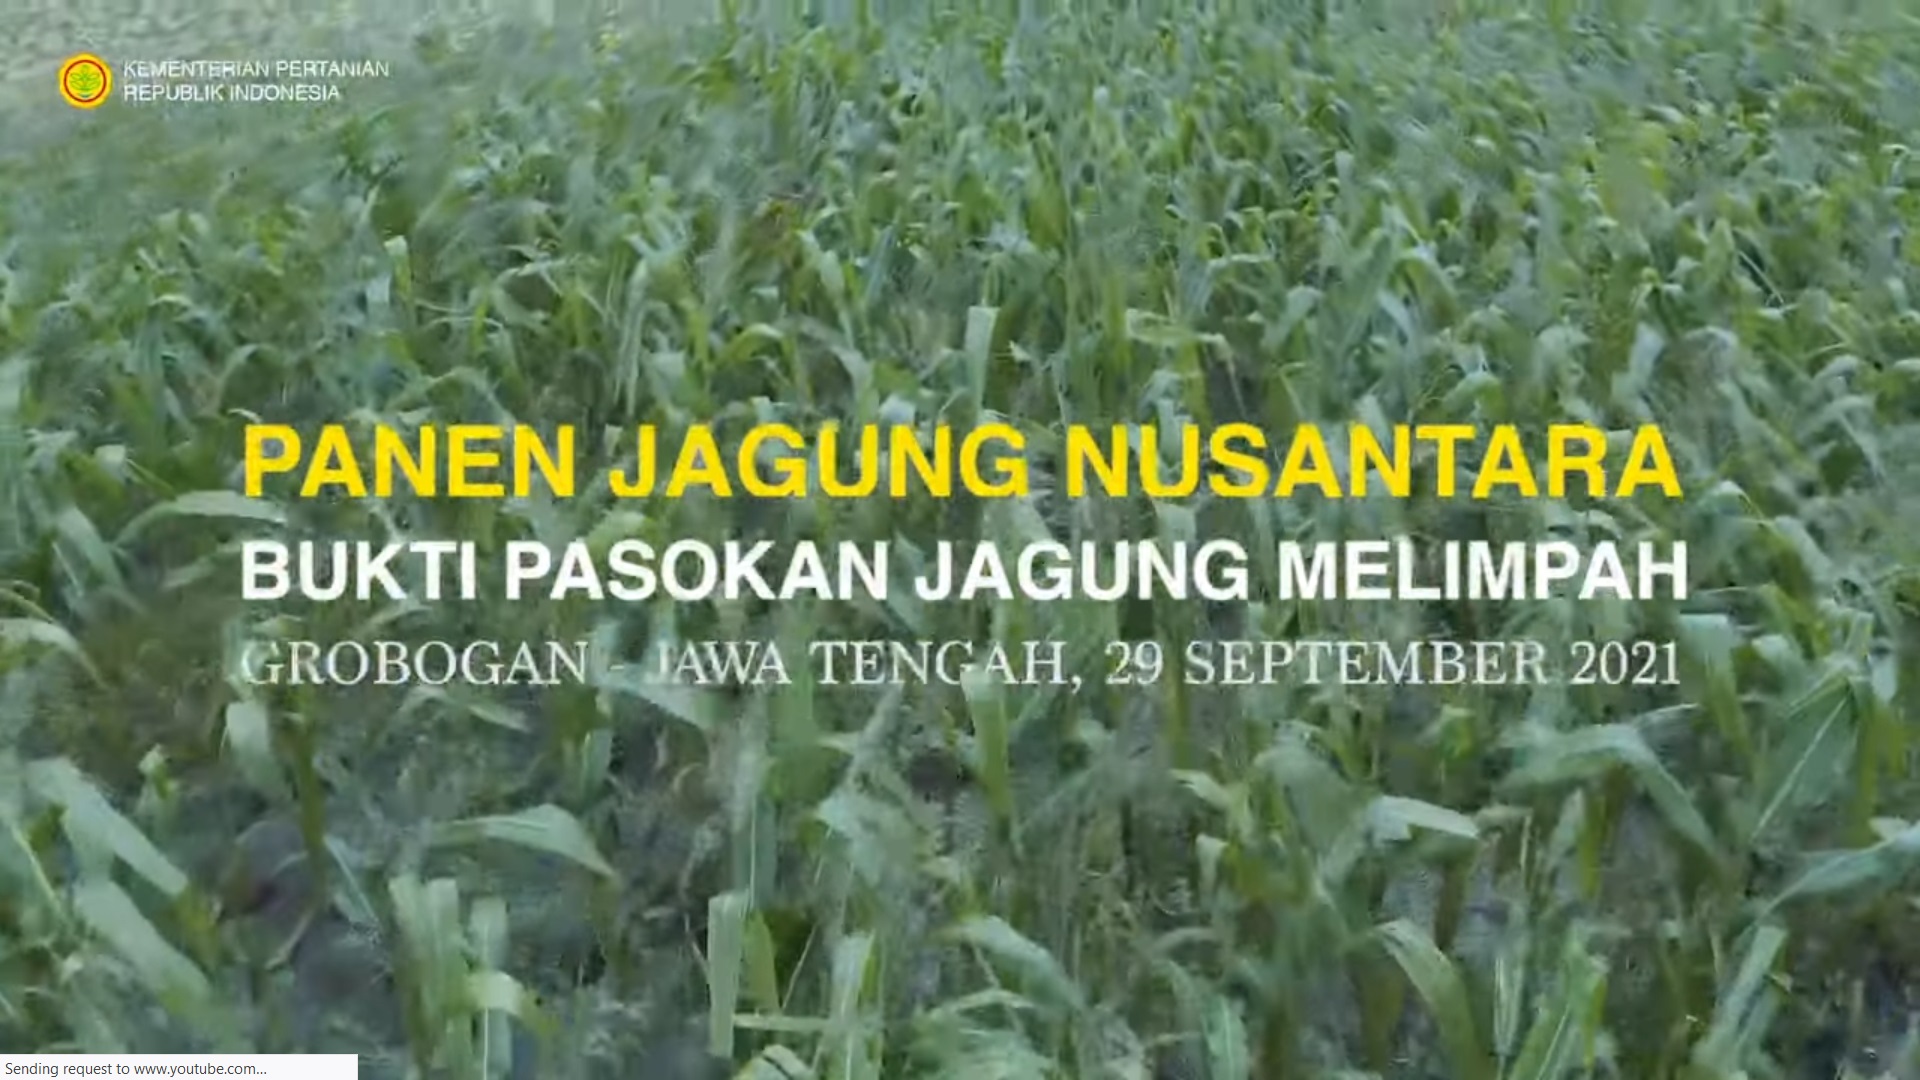 KEMENTERIAN PERTANIAN
REPUBLIK INDONESIA
PANEN JAGUNG NUSANTARA
BUKTI PASOKAN JAGUNG MELIMPAH
GROBOGAN - JAWA TENGAH, 29 SEPTEMBER 2021
Sending request to www.youtube.com...